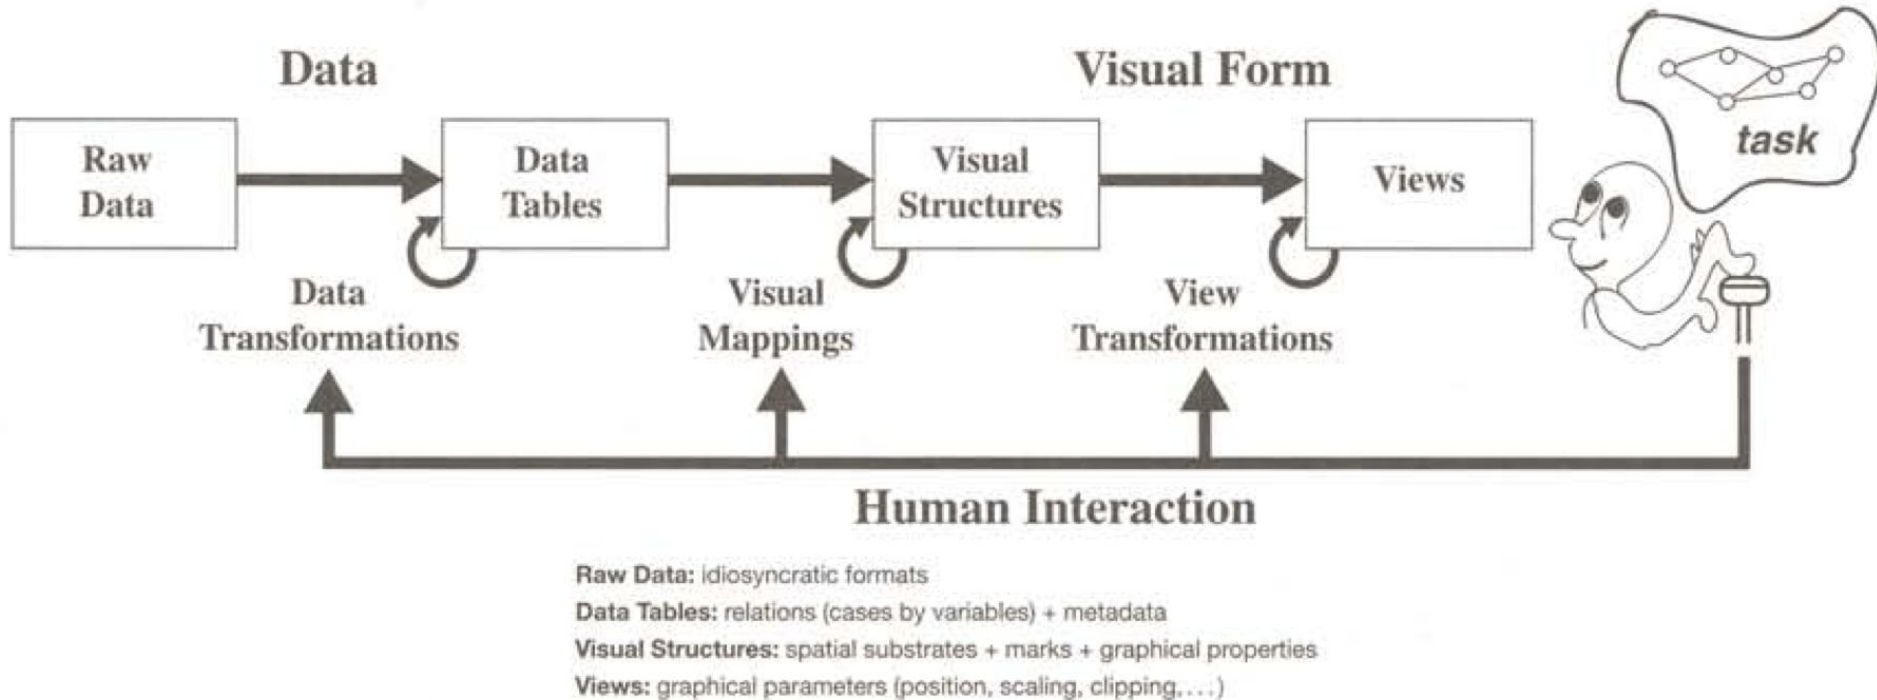 Data
Visual Form
task
Raw
Data
Data
Tables
Visual
Structures
Views
Data
Transformations
Visual
Mappings
View
Transformations
Human Interaction
Raw Data: idiosyncratic formats
Data Tables: relations (cases by variables) + metadata
Visual Structures: spatial substrates + marks + graphical properties
Views: graphical parameters (position, scaling, clipping,...)